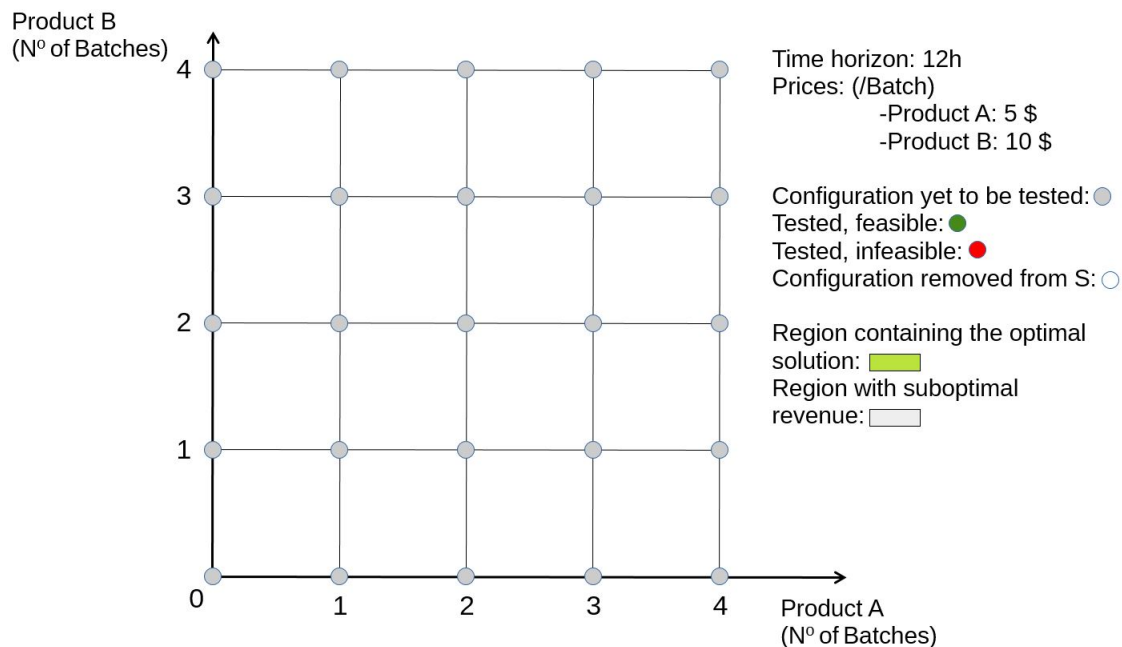 Product B
(Nº of Batches)
4
3
2
1
0
1
2
3
4
Product A
(Nº of Batches)
Time horizon: 12h
Prices: (/Batch)
-Product A: 5 $
-Product B: 10 $
Configuration yet to be tested:
Tested, feasible:
Tested, infeasible:
Configuration removed from S:
Region containing the optimal
solution:
Region with suboptimal
revenue: